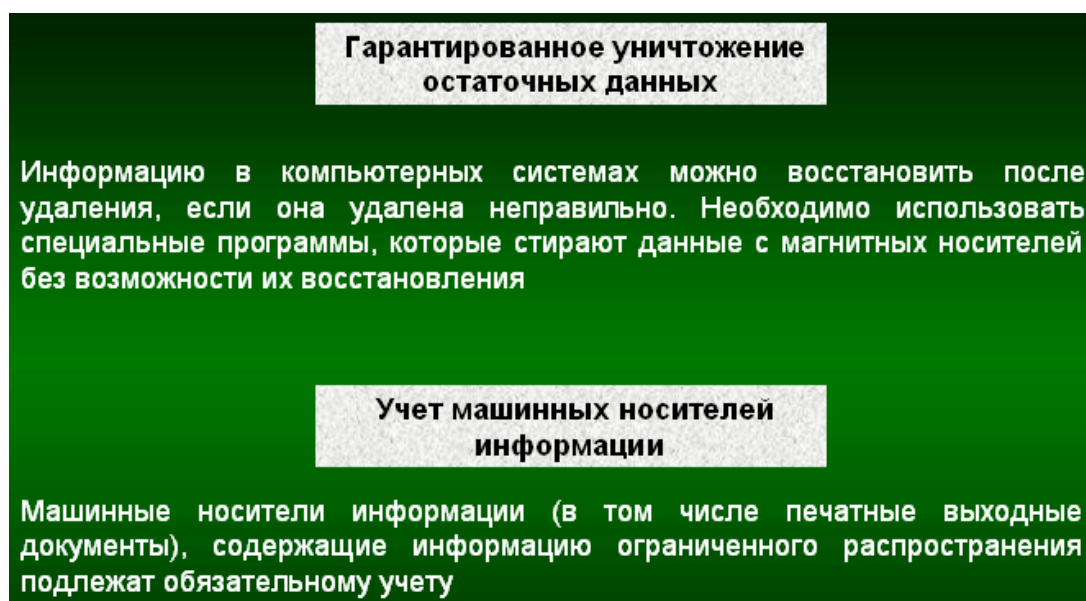 Гарантированное уничтожение
остаточных данных
Информацию в компьютерных системах можно восстановить после
удаления, если она удалена неправильно. Необходимо использовать
специальные программы, которые стирают данные с магнитных носителей
без возможности их восстановления
Учет машинных носителей
информации
Машинные носители информации (в том числе печатные выходные
документы), содержащие информацию ограниченного распространения
подлежат обязательному учету